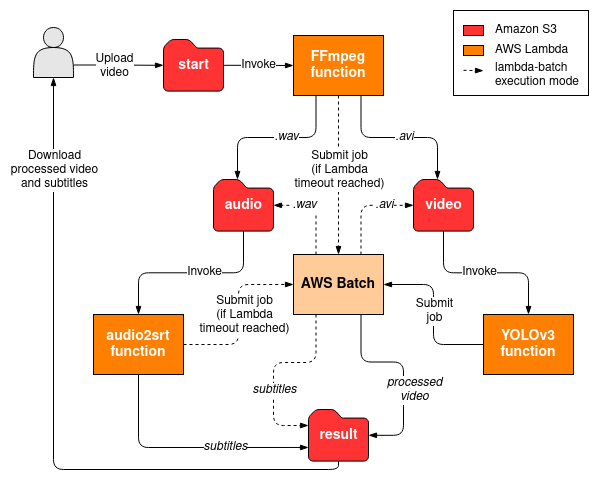 Amazon S3
AWS Lambda
lambda-batch
execution mode
Upload
video
start
Invoke
FFmpeg
function
.wav
.avi
Submit job
(if Lambda
timeout reached)
Download
processed video
and subtitles
audio
.wav
.avi
video
Invoke
AWS Batch
Invoke
Submit job
(if Lambda
timeout reached)
Submit
job
audio2srt
function
YOLOv3
function
subtitles
processed
video
result
subtitles